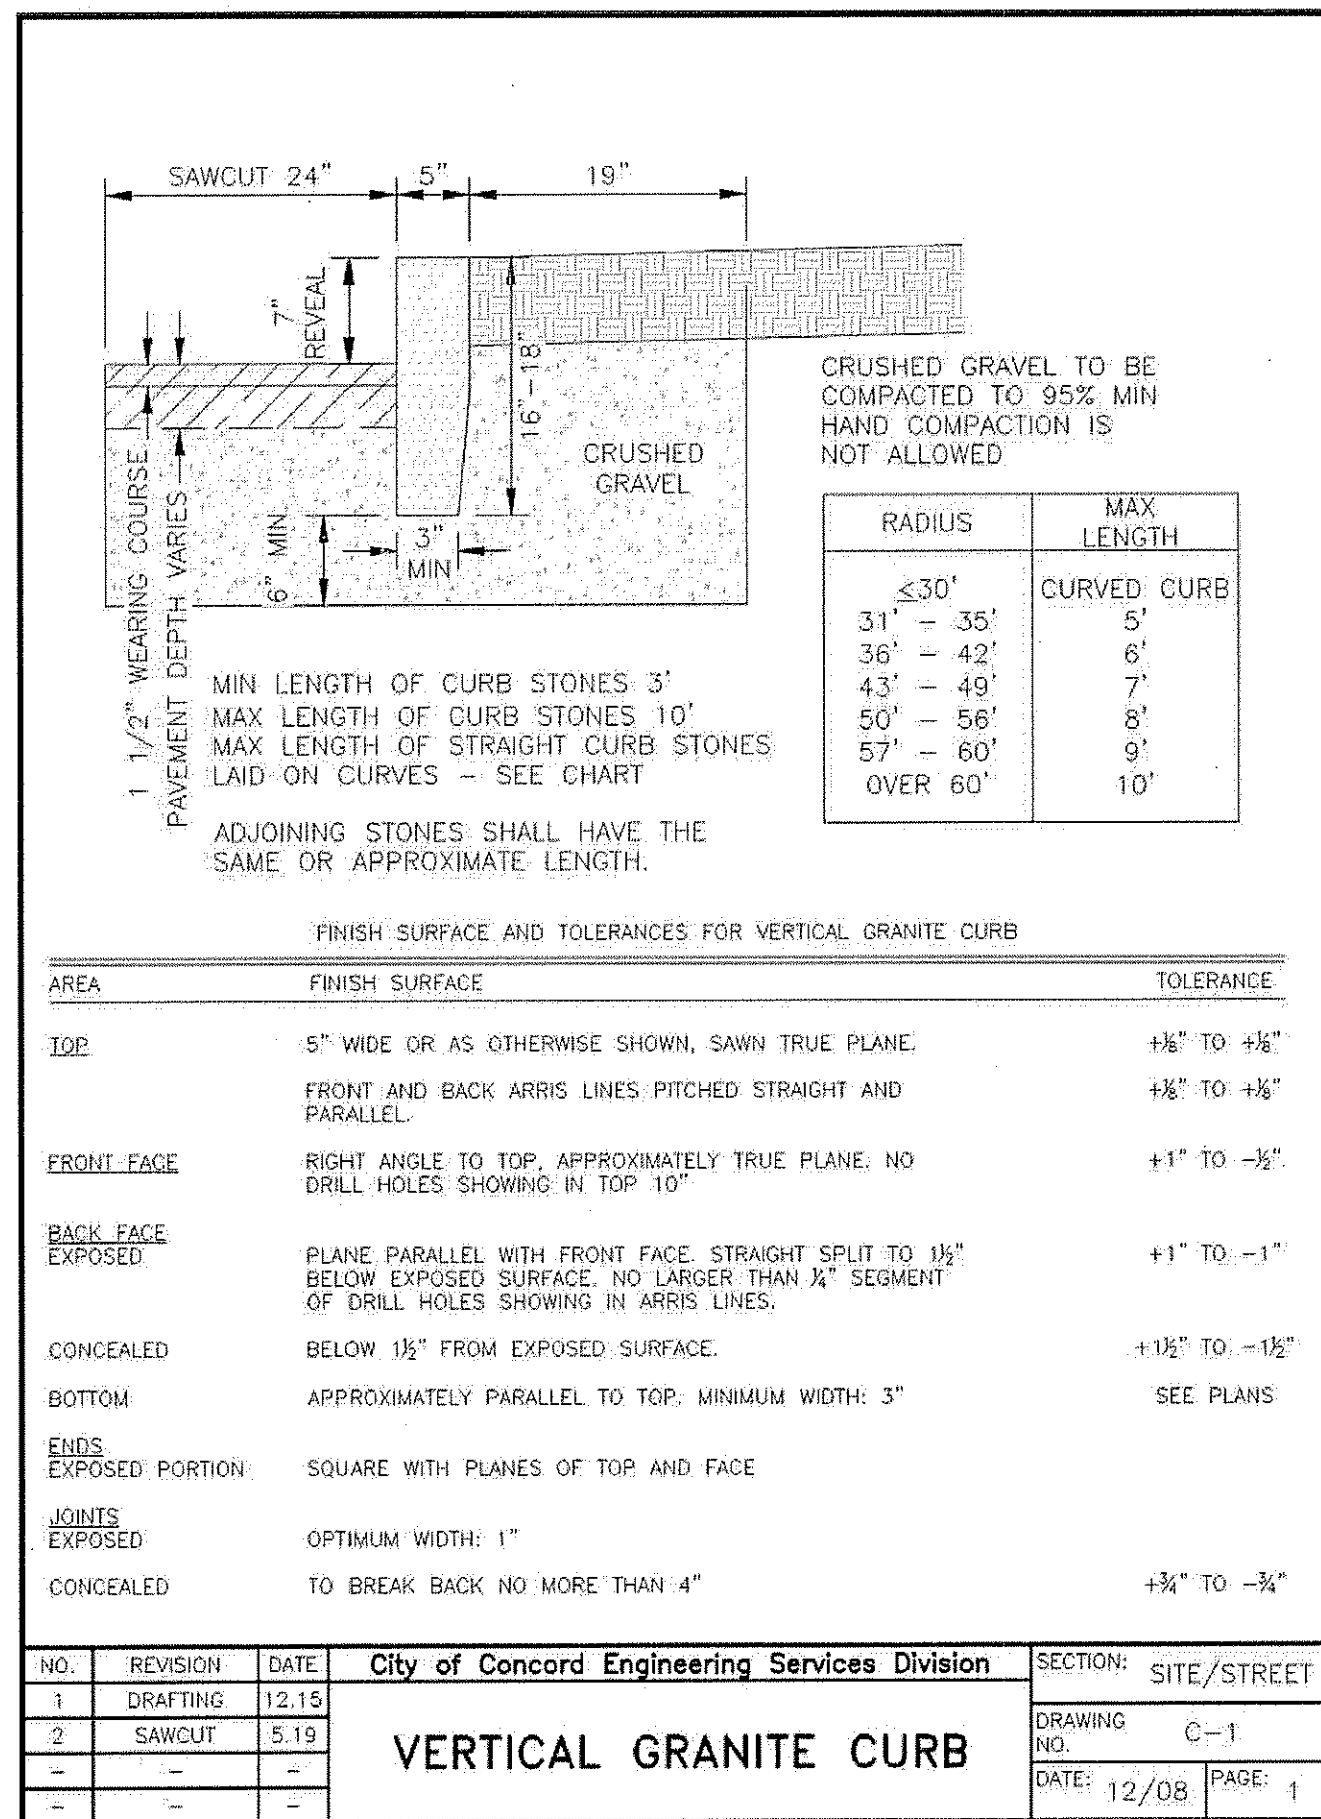 SAWCUT 24"
5"
19"
7"
REVEAL
16"-18"
CRUSHED
GRAVEL
6" MIN
3"
MIN
1 1/2" WEARING COURSE
PAVEMENT DEPTH VARIES
CRUSHED GRAVEL TO BE
COMPACTED TO 95% MIN
HAND COMPACTION IS
NOT ALLOWED
RADIUS MAX LENGTH
≤30' CURVED CURB
31' - 35' 5'
36' - 42' 6'
43' - 49' 7'
50' - 56' 8'
57' - 60' 9'
OVER 60' 10'
MIN LENGTH OF CURB STONES 3'
MAX LENGTH OF CURB STONES 10'
MAX LENGTH OF STRAIGHT CURB STONES
LAID ON CURVES - SEE CHART
ADJOINING STONES SHALL HAVE THE
SAME OR APPROXIMATE LENGTH.
FINISH SURFACE AND TOLERANCES FOR VERTICAL GRANITE CURB
AREA FINISH SURFACE TOLERANCE
TOP 5" WIDE OR AS OTHERWISE SHOWN, SAWN TRUE PLANE. +⅛" TO +⅛"
FRONT AND BACK ARRIS LINES PITCHED STRAIGHT AND +⅛" TO +⅛"
PARALLEL.
FRONT FACE RIGHT ANGLE TO TOP, APPROXIMATELY TRUE PLANE. NO +1" TO -½".
DRILL HOLES SHOWING IN TOP 10"
BACK FACE
EXPOSED PLANE PARALLEL WITH FRONT FACE. STRAIGHT SPLIT TO 1½" +1" TO -1"
BELOW EXPOSED SURFACE. NO LARGER THAN ¼" SEGMENT
OF DRILL HOLES SHOWING IN ARRIS LINES.
CONCEALED BELOW 1½" FROM EXPOSED SURFACE. +1½" TO -1½"
BOTTOM APPROXIMATELY PARALLEL TO TOP. MINIMUM WIDTH: 3" SEE PLANS
ENDS
EXPOSED PORTION SQUARE WITH PLANES OF TOP AND FACE
JOINTS
EXPOSED OPTIMUM WIDTH: 1"
CONCEALED TO BREAK BACK NO MORE THAN 4" +¾" TO -¾"
NO. REVISION DATE
1 DRAFTING 12.15
2 SAWCUT 5.19
- - -
- - -
City of Concord Engineering Services Division
VERTICAL GRANITE CURB
SECTION: SITE/STREET
DRAWING NO. C-1
DATE: 12/08 PAGE: 1